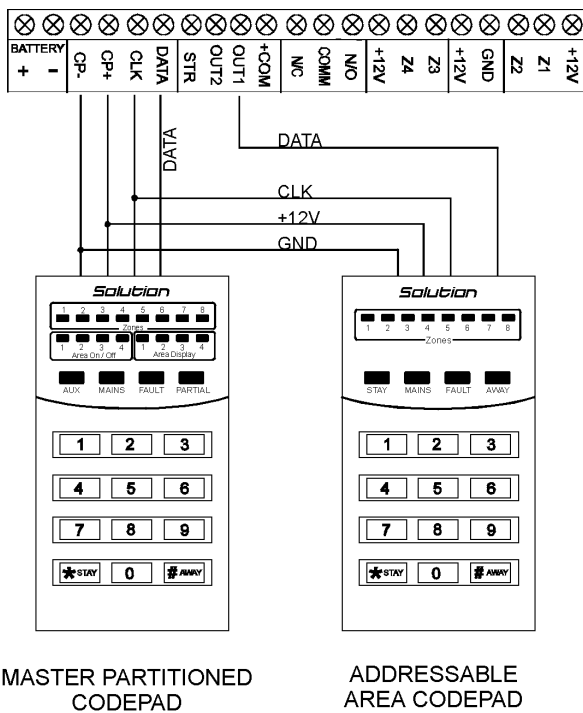 BATTERY
+ - CP- CP+ CLK DATA STR OUT2 OUT1 +COM N/C COMM N/O +12V Z4 Z3 +12V GND Z2 Z1 +12V
DATA
DATA
CLK
+12V
GND
Solution
1 2 3 4 5 6 7 8
Zones
1 2 3 4 1 2 3 4
Area On / Off Area Display
AUX MAINS FAULT PARTIAL
1 2 3
4 5 6
7 8 9
* STAY 0 # AWAY
MASTER PARTITIONED
CODEPAD
Solution
1 2 3 4 5 6 7 8
Zones
STAY MAINS FAULT AWAY
1 2 3
4 5 6
7 8 9
* STAY 0 # AWAY
ADDRESSABLE
AREA CODEPAD